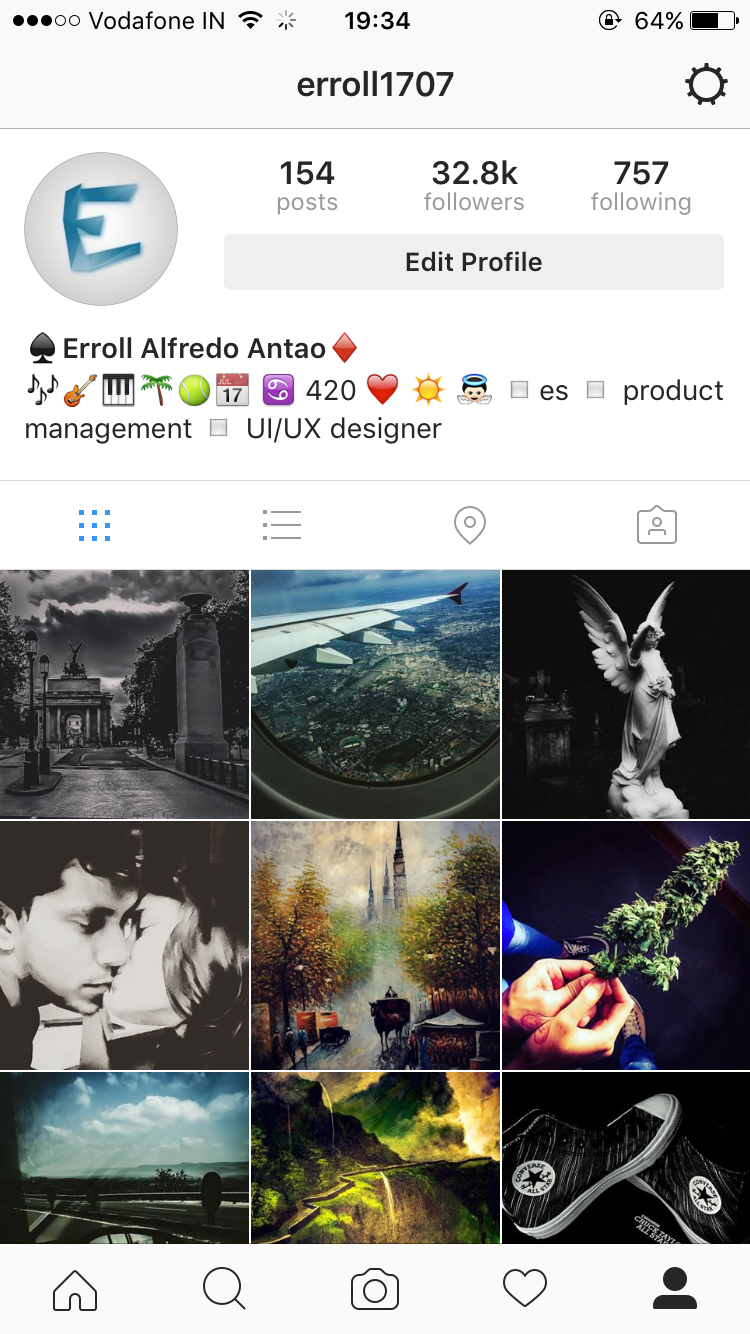 Vodafone IN 19:34 64%
erroll1707
154 32.8k 757
posts followers following
Edit Profile
♠️Erroll Alfredo Antao♦️
🎶🎸🎹🌴🎾📅 ♋ 420 ❤️ ☀️ 👼🏻 ▫️es ▫️ product
management ▫️ UI/UX designer
CONVERSE
ALL STAR
CONVERSE
ALL STAR
CONVERSE
CHUCK TAYLOR
ALL STAR